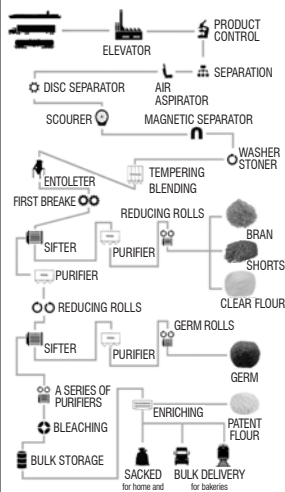 ELEVATOR
PRODUCT
CONTROL
SEPARATION
AIR
ASPIRATOR
DISC SEPARATOR
SCOURER
MAGNETIC SEPARATOR
WASHER
STONER
TEMPERING
BLENDING
ENTOLETER
FIRST BREAKE
SIFTER
PURIFIER
REDUCING ROLLS
BRAN
SHORTS
CLEAR FLOUR
PURIFIER
REDUCING ROLLS
SIFTER
PURIFIER
GERM ROLLS
GERM
A SERIES OF
PURIFIERS
BLEACHING
BULK STORAGE
ENRICHING
PATENT
FLOUR
SACKED
for home and
BULK DELIVERY
for bakeries